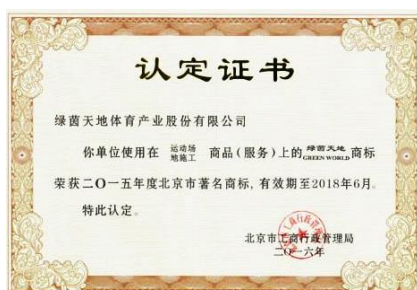 认定证书
绿茵天地体育产业股份有限公司
你单位使用在 运动场地施工 商品(服务)上的 绿茵天地 GREEN WORLD 商标
荣获二〇一五年度北京市著名商标,有效期至2018年6月。
特此认定。
北京市工商行政管理局
二〇一六年